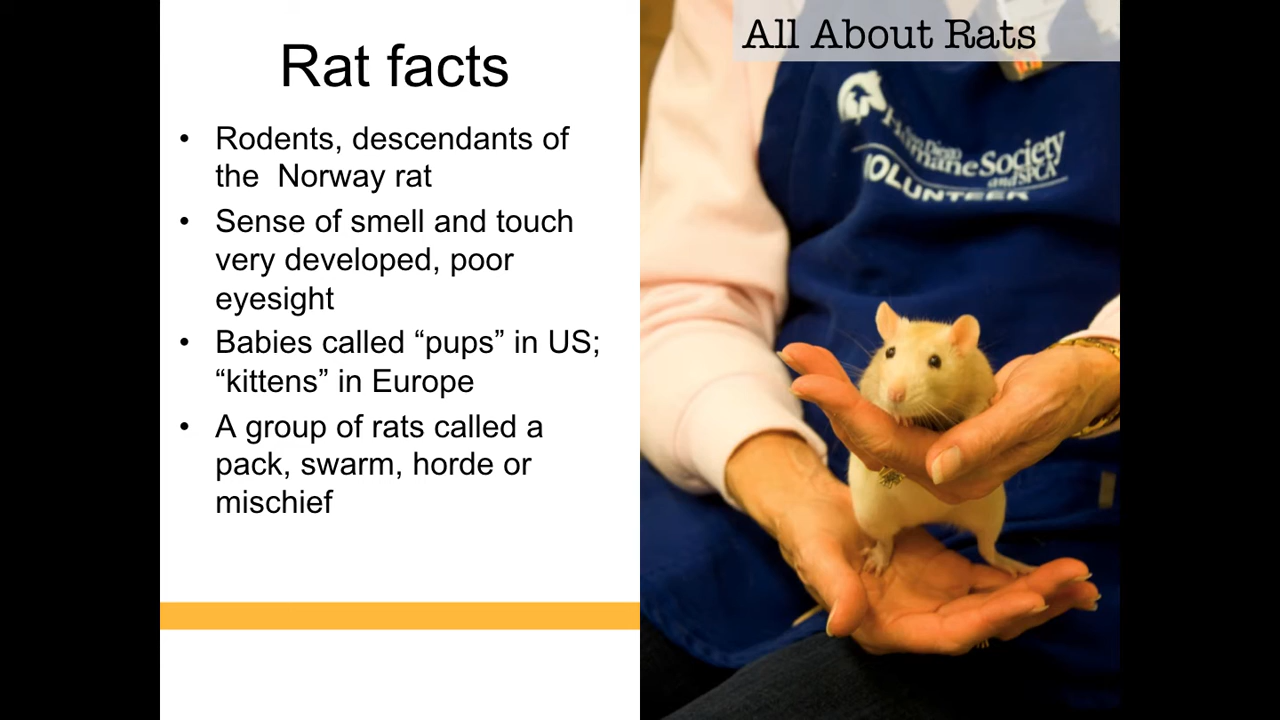 Rat facts
• Rodents, descendants of
the  Norway rat
• Sense of smell and touch
very developed, poor
eyesight
• Babies called “pups” in US;
“kittens” in Europe
• A group of rats called a
pack, swarm, horde or
mischief
All About Rats
San Diego
Humane Society
and SPCA
VOLUNTEER